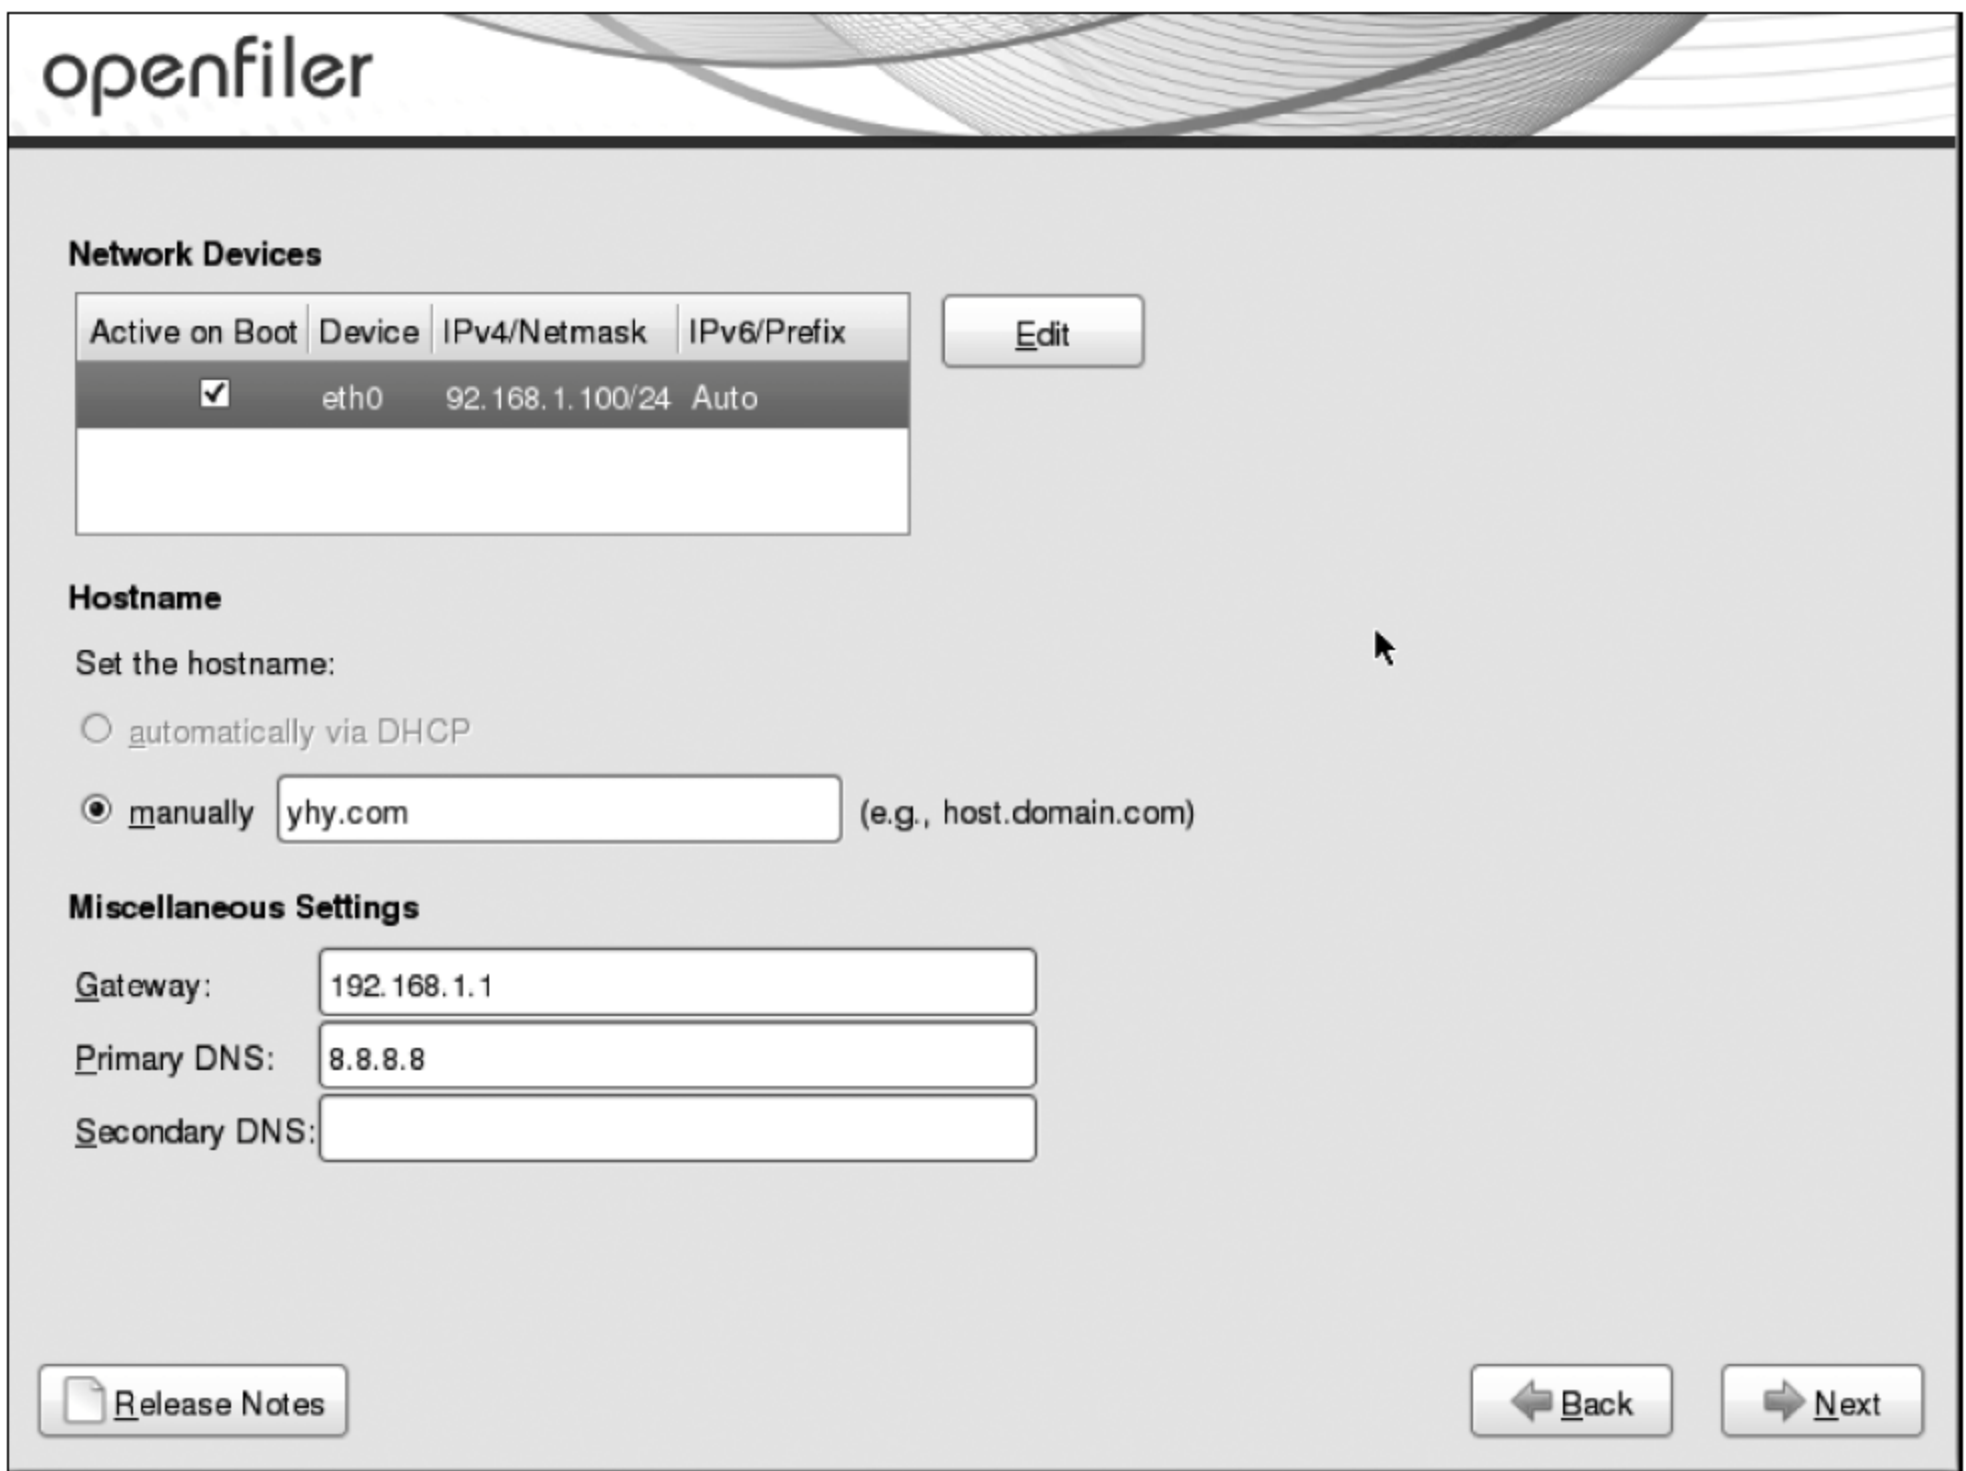 openfiler
Network Devices
Active on Boot Device IPv4/Netmask IPv6/Prefix
eth0 92.168.1.100/24 Auto
Edit
Hostname
Set the hostname:
automatically via DHCP
manually yhy.com (e.g., host.domain.com)
Miscellaneous Settings
Gateway: 192.168.1.1
Primary DNS: 8.8.8.8
Secondary DNS:
Release Notes Back Next